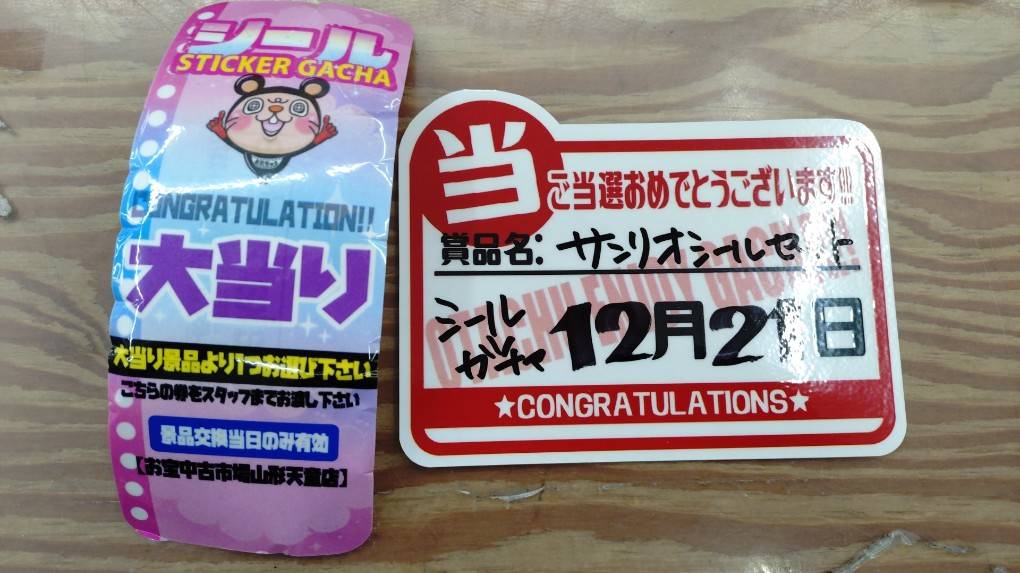 シール
STICKER GACHA
CONGRATULATION!!
大当り
大当り景品より1つお選び下さい
こちらの券をスタッフまでお渡し下さい
景品交換当日のみ有効
【お宝中古市場山形天童店】
当
ご当選おめでとうございます!!!
賞品名: サンリオシールセット
シール
ガチャ
12月21日
★CONGRATULATIONS★